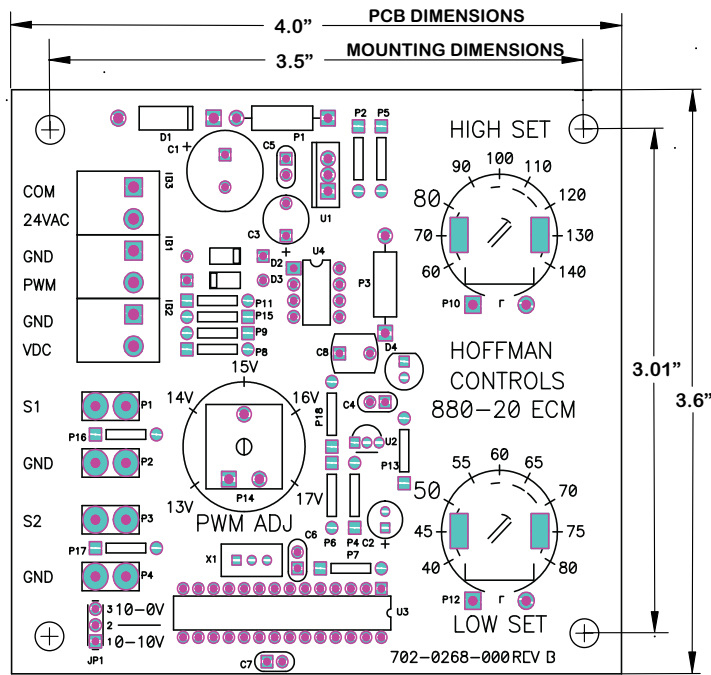 PCB DIMENSIONS
4.0”
MOUNTING DIMENSIONS
3.5”
D1
P1
P2 P5
HIGH SET
C1 +
C5
U1
90 100 110
80 120
70 130
60 140
P10
COM
24VAC
IB3
GND
PWM
IB1
GND
VDC
IB2
C3
+
D2
U4
D3
P11
P15
P9
P8
P3
D4
C8
HOFFMAN
CONTROLS
880-20 ECM
3.01”
3.6”
15V
14V 16V
13V 17V
P14
PWM ADJ
S1
P1
P16
GND
P2
S2
P3
P17
GND
P4
P18
C4
U2
P13
P6 P4 C2 +
55 60 65
50 70
45 75
40 80
P12
LOW SET
X1
C6
P7
U3
3 10-0V
2
1 10-10V
JP1
C7
702-0268-000 REV B